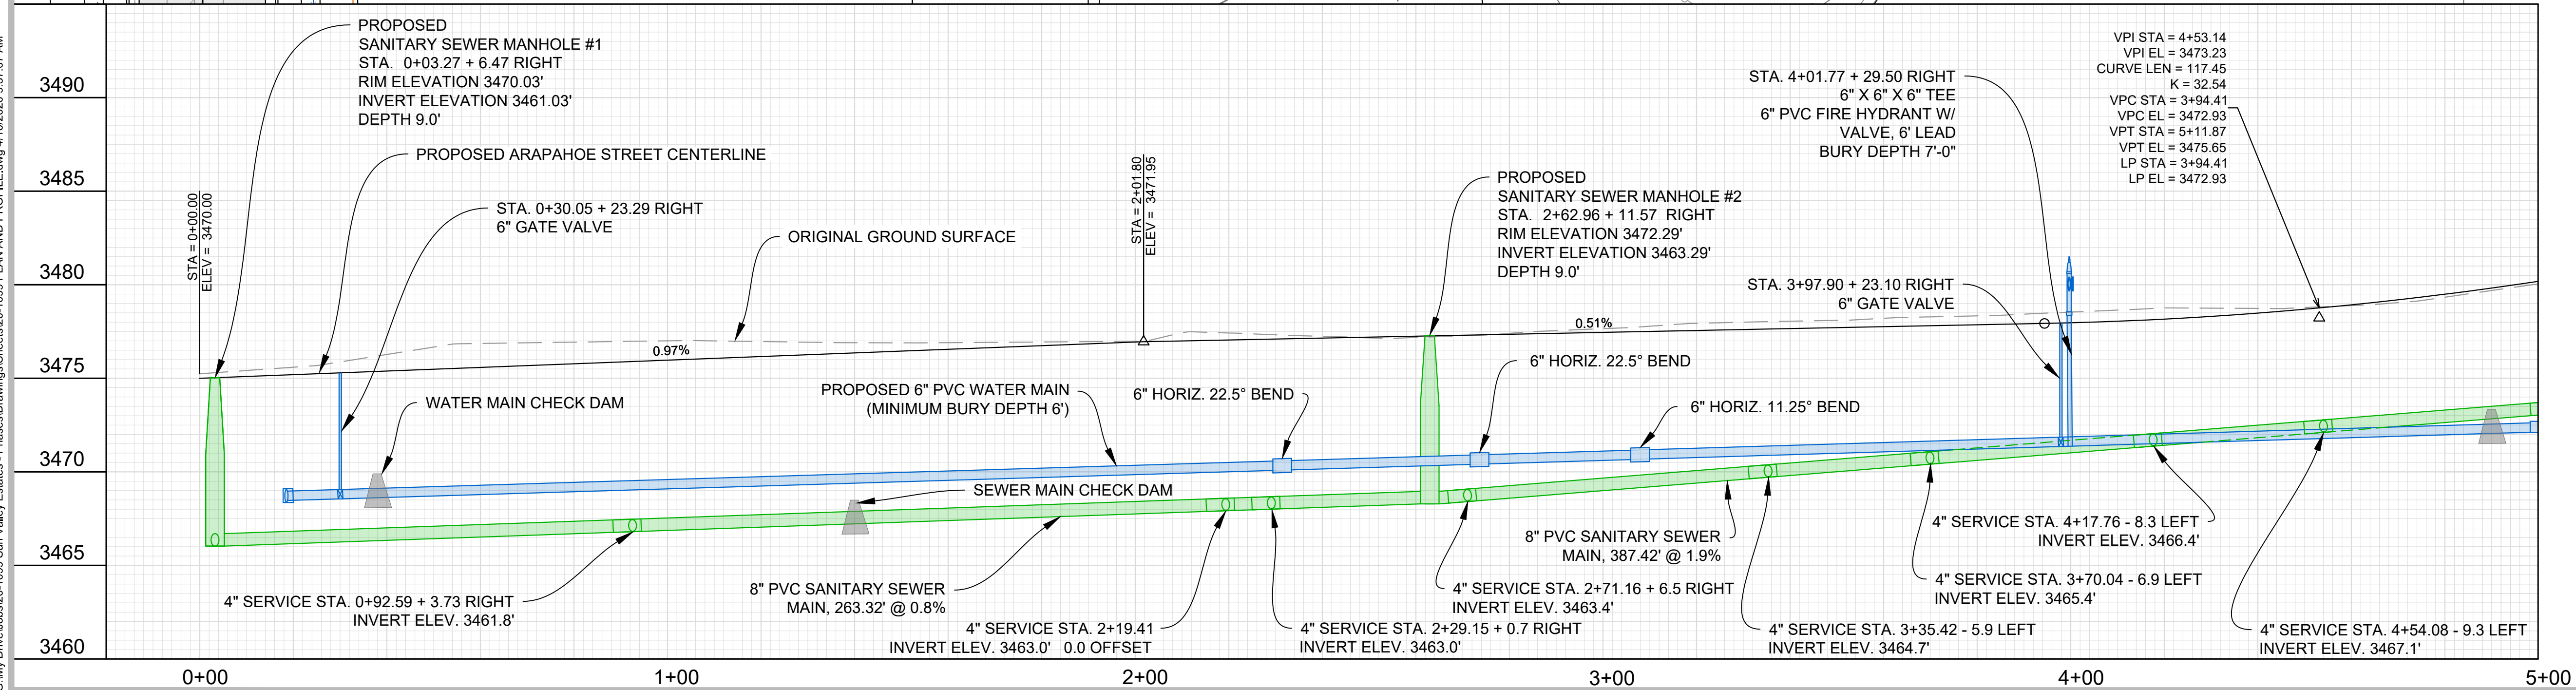 PROPOSED
SANITARY SEWER MANHOLE #1
STA.  0+03.27 + 6.47 RIGHT
RIM ELEVATION 3470.03'
INVERT ELEVATION 3461.03'
DEPTH 9.0'
PROPOSED ARAPAHOE STREET CENTERLINE
STA. 0+30.05 + 23.29 RIGHT
6" GATE VALVE
ORIGINAL GROUND SURFACE
STA = 0+00.00
ELEV =  3470.00
STA = 2+01.80
ELEV =  3471.95
PROPOSED
SANITARY SEWER MANHOLE #2
STA.  2+62.96 + 11.57  RIGHT
RIM ELEVATION 3472.29'
INVERT ELEVATION 3463.29'
DEPTH 9.0'
STA. 4+01.77 + 29.50 RIGHT
6" X 6" X 6" TEE
6" PVC FIRE HYDRANT W/
VALVE, 6' LEAD
BURY DEPTH 7'-0"
STA. 3+97.90 + 23.10 RIGHT
6" GATE VALVE
VPI STA = 4+53.14
VPI EL = 3473.23
CURVE LEN = 117.45
K = 32.54
VPC STA = 3+94.41
VPC EL = 3472.93
VPT STA = 5+11.87
VPT EL = 3475.65
LP STA = 3+94.41
LP EL = 3472.93
0.97%
0.51%
WATER MAIN CHECK DAM
PROPOSED 6" PVC WATER MAIN
(MINIMUM BURY DEPTH 6')
6" HORIZ. 22.5° BEND
6" HORIZ. 22.5° BEND
6" HORIZ. 11.25° BEND
SEWER MAIN CHECK DAM
4" SERVICE STA. 0+92.59 + 3.73 RIGHT
INVERT ELEV. 3461.8'
8" PVC SANITARY SEWER
MAIN, 263.32' @ 0.8%
4" SERVICE STA. 2+19.41
INVERT ELEV. 3463.0'   0.0 OFFSET
4" SERVICE STA. 2+29.15 + 0.7 RIGHT
INVERT ELEV. 3463.0'
4" SERVICE STA. 2+71.16 + 6.5 RIGHT
INVERT ELEV. 3463.4'
8" PVC SANITARY SEWER
MAIN, 387.42' @ 1.9%
4" SERVICE STA. 3+35.42 - 5.9 LEFT
INVERT ELEV. 3464.7'
4" SERVICE STA. 3+70.04 - 6.9 LEFT
INVERT ELEV. 3465.4'
4" SERVICE STA. 4+17.76 - 8.3 LEFT
INVERT ELEV. 3466.4'
4" SERVICE STA. 4+54.08 - 9.3 LEFT
INVERT ELEV. 3467.1'
3490
3485
3480
3475
3470
3465
3460
0+00
1+00
2+00
3+00
4+00
5+00